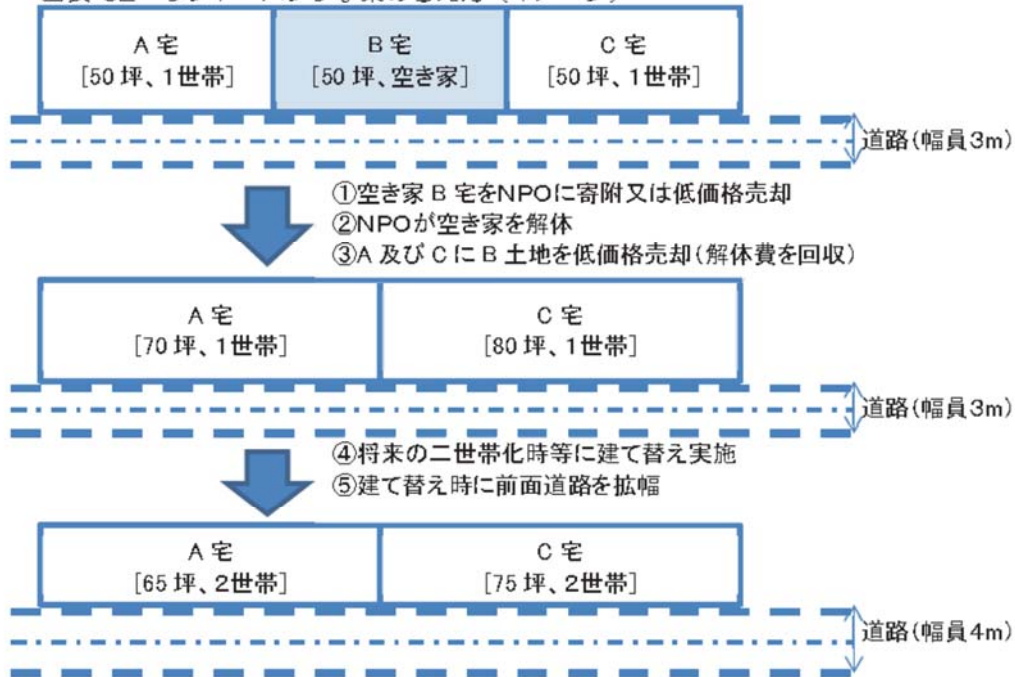 A 宅
[50 坪、1世帯]
B 宅
[50 坪、空き家]
C 宅
[50 坪、1世帯]
道路(幅員3m)
①空き家 B 宅をNPOに寄附又は低価格売却
②NPOが空き家を解体
③A 及び C に B 土地を低価格売却(解体費を回収)
A 宅
[70 坪、1世帯]
C 宅
[80 坪、1世帯]
道路(幅員3m)
④将来の二世帯化時等に建て替え実施
⑤建て替え時に前面道路を拡幅
A 宅
[65 坪、2世帯]
C 宅
[75 坪、2世帯]
道路(幅員4m)